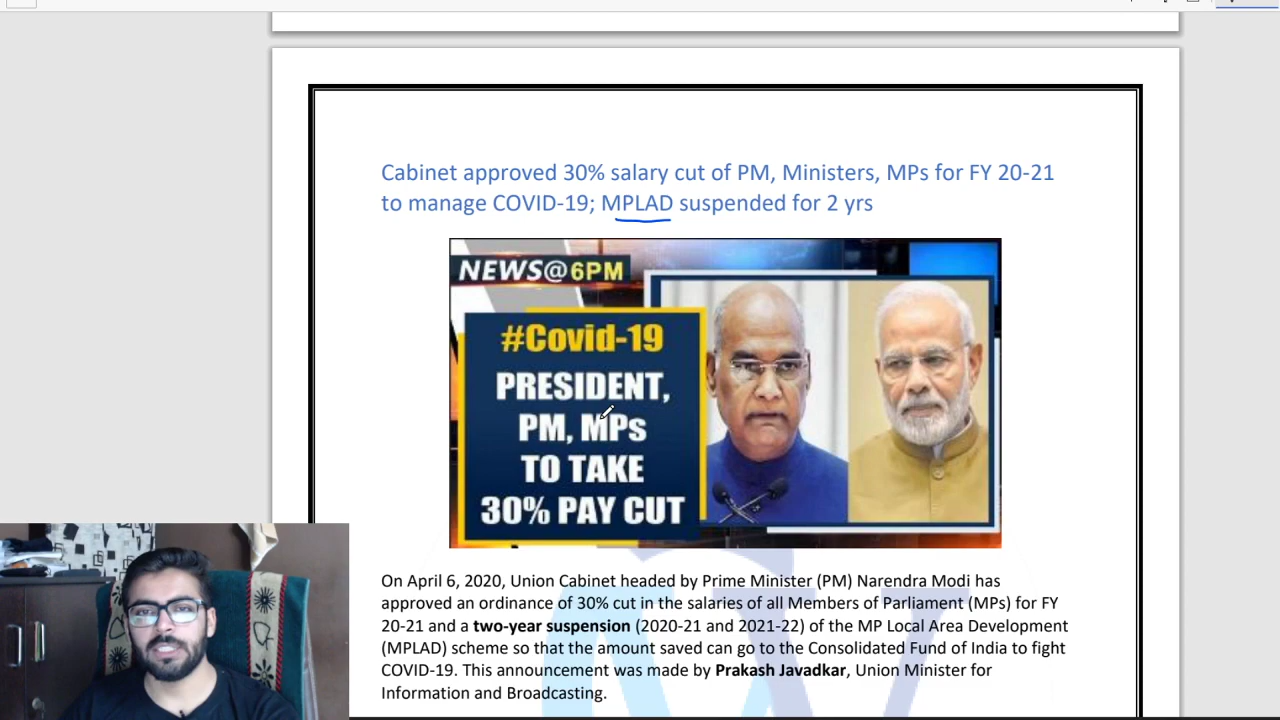 Cabinet approved 30% salary cut of PM, Ministers, MPs for FY 20-21
to manage COVID-19; MPLAD suspended for 2 yrs
NEWS@6PM
#Covid-19
PRESIDENT,
PM, MPs
TO TAKE
30% PAY CUT
On April 6, 2020, Union Cabinet headed by Prime Minister (PM) Narendra Modi has
approved an ordinance of 30% cut in the salaries of all Members of Parliament (MPs) for FY
20-21 and a two-year suspension (2020-21 and 2021-22) of the MP Local Area Development
(MPLAD) scheme so that the amount saved can go to the Consolidated Fund of India to fight
COVID-19. This announcement was made by Prakash Javadkar, Union Minister for
Information and Broadcasting.